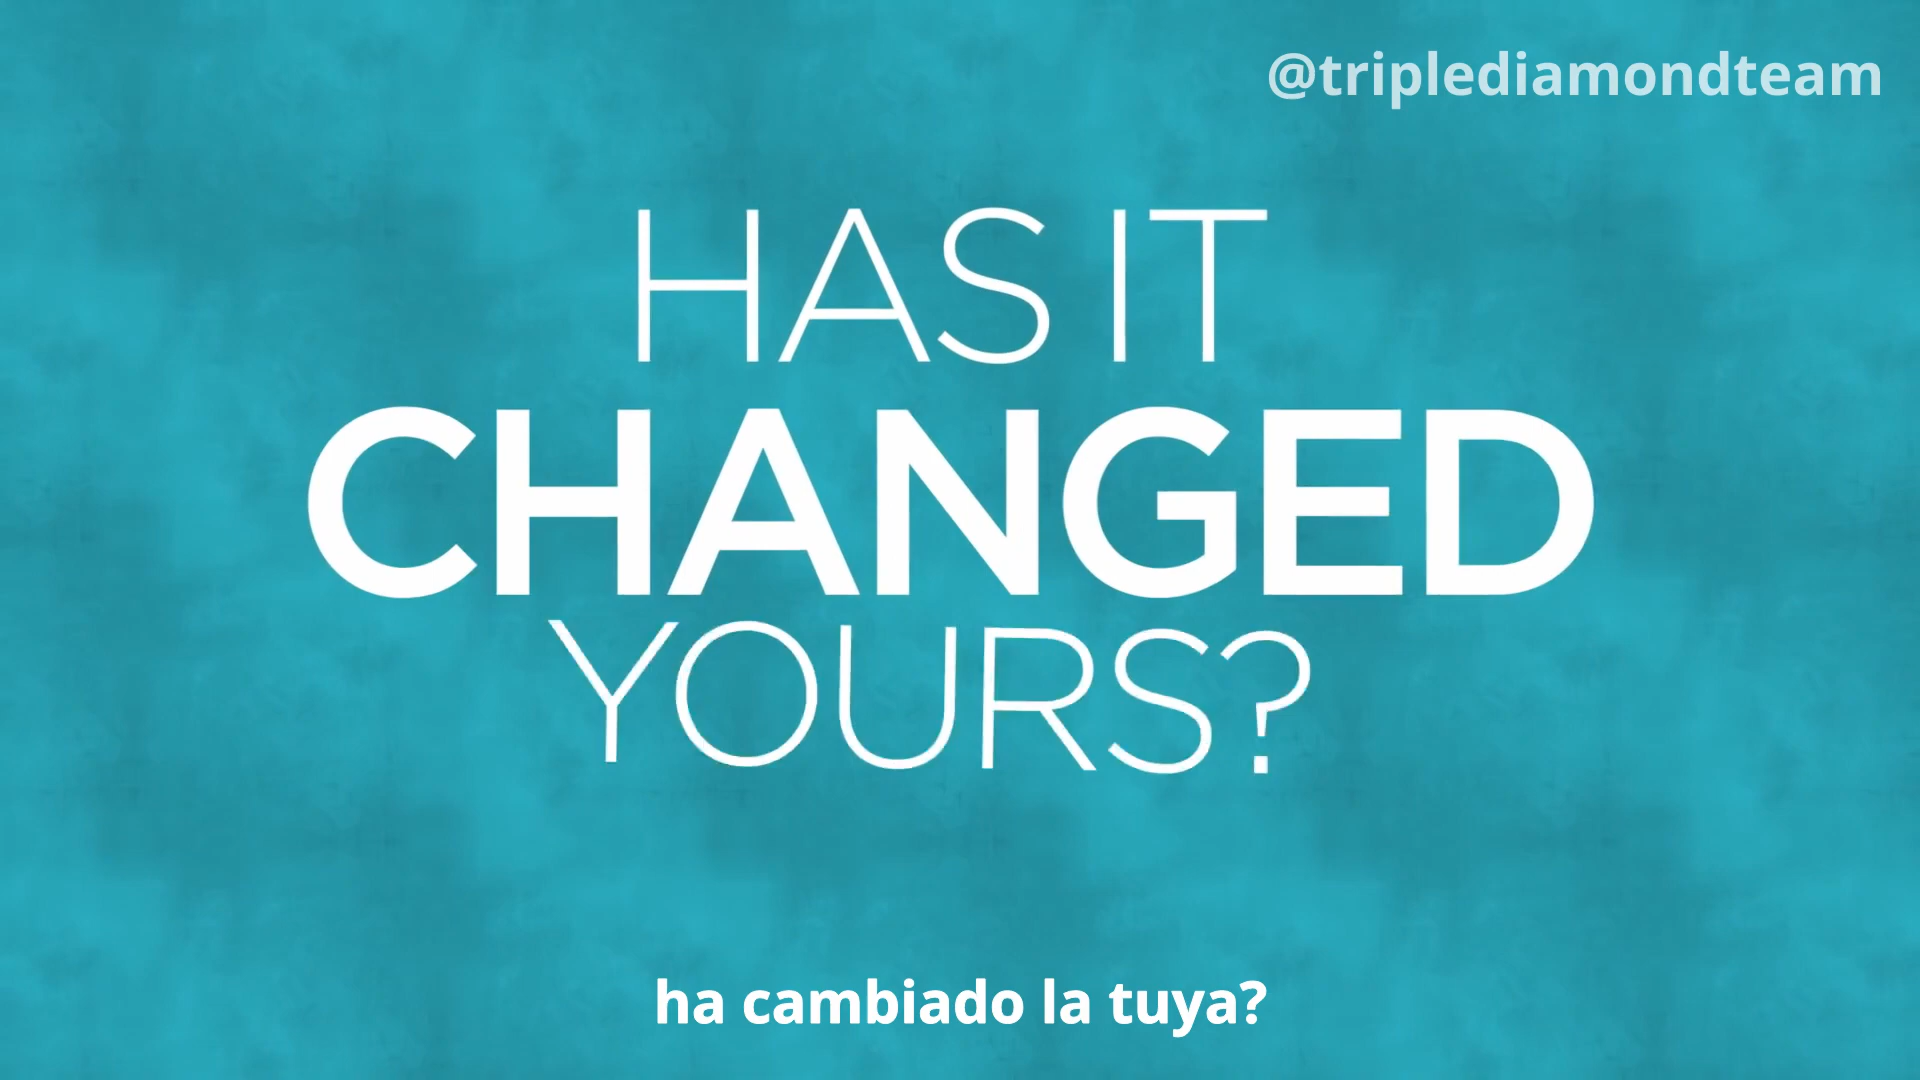 @triplediamondteam
HAS IT
CHANGED
YOURS?
ha cambiado la tuya?